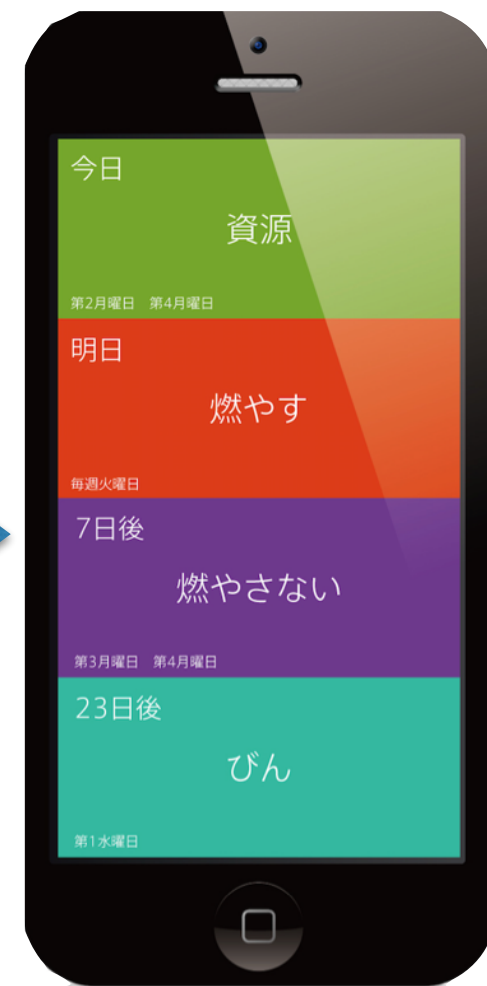 今日
資源
第2月曜日　第4月曜日
明日
燃やす
毎週火曜日
7日後
燃やさない
第3月曜日　第4月曜日
23日後
びん
第1水曜日